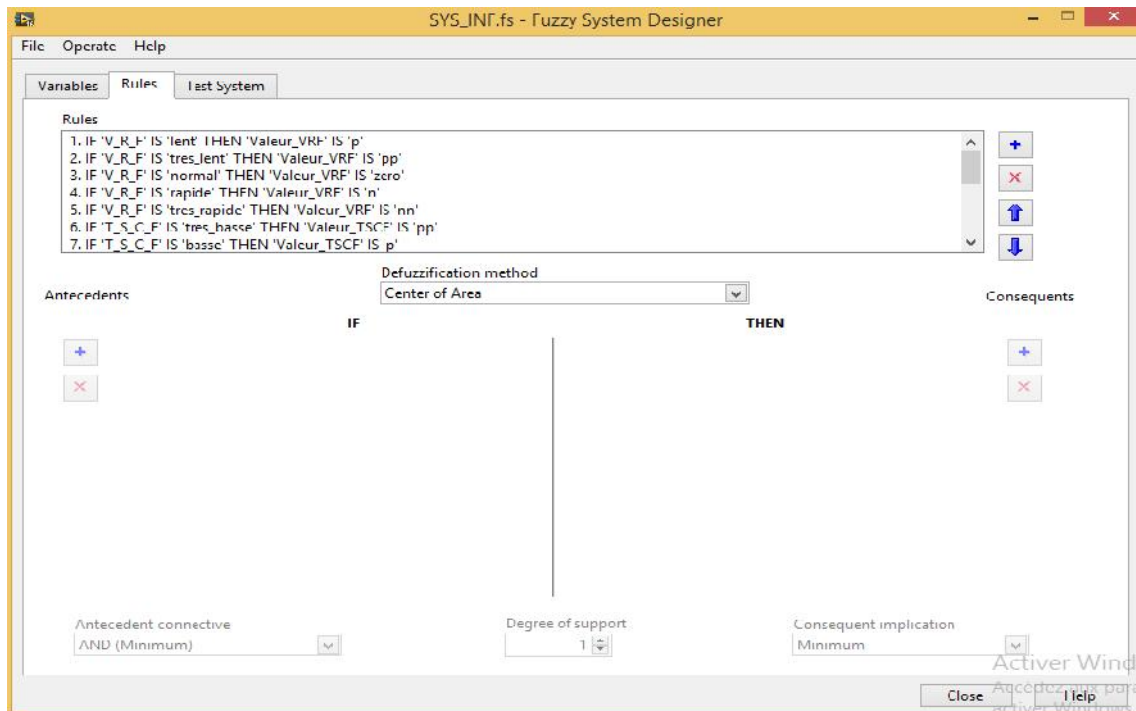 SYS_INF.fs - Fuzzy System Designer
File Operate Help
Variables Rules Test System
Rules
1. IF 'V_R_F' IS 'lent' THEN 'Valeur_VRF' IS 'p'
2. IF 'V_R_F' IS 'tres_lent' THEN 'Valeur_VRF' IS 'pp'
3. IF 'V_R_F' IS 'normal' THEN 'Valeur_VRF' IS 'zero'
4. IF 'V_R_F' IS 'rapide' THEN 'Valeur_VRF' IS 'n'
5. IF 'V_R_F' IS 'tres_rapide' THEN 'Valeur_VRF' IS 'nn'
6. IF 'T_S_C_F' IS 'tres_basse' THEN 'Valeur_TSCF' IS 'pp'
7. IF 'T_S_C_F' IS 'basse' THEN 'Valeur_TSCF' IS 'p'
Defuzzification method
Center of Area
Antecedents Consequents
IF THEN
Antecedent connective Degree of support Consequent implication
AND (Minimum) 1 Minimum
Activer Wind
Accédez aux para
Close Help
activer Windows